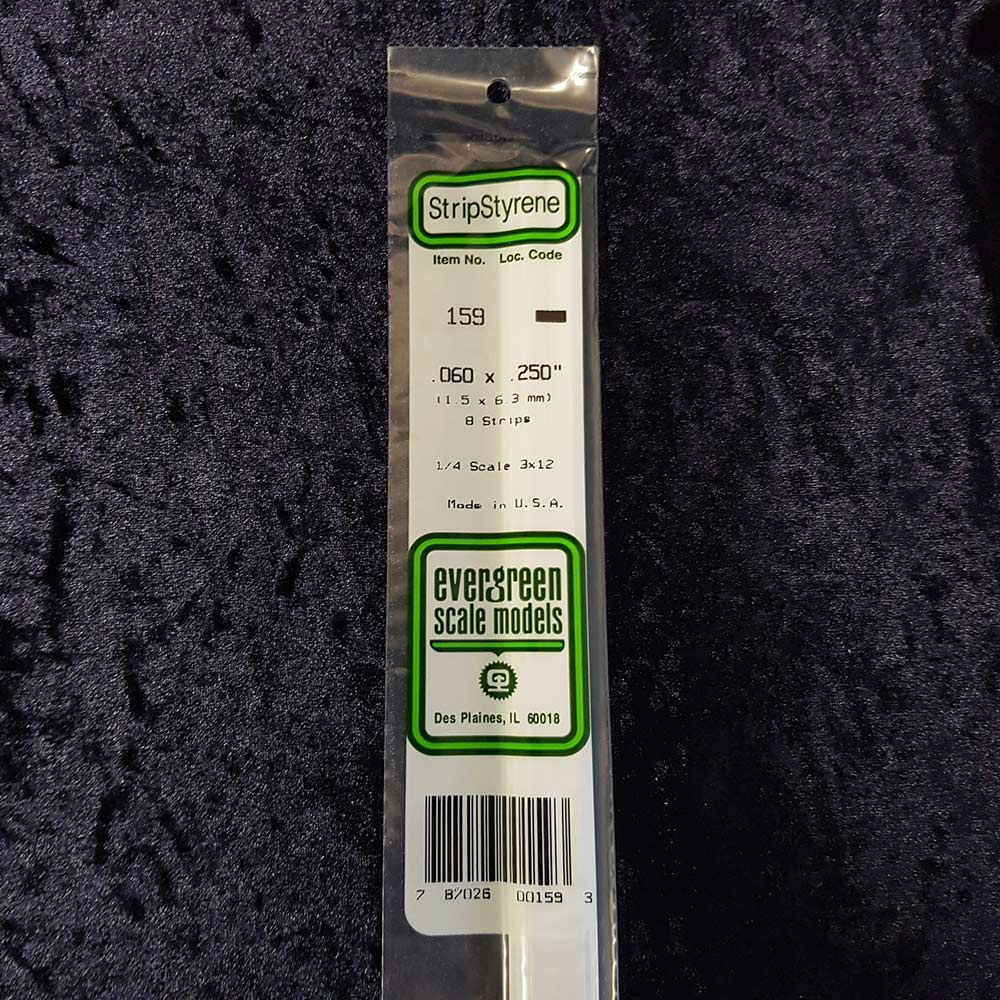 StripStyrene
Item No. Loc. Code
159
.060 x .250"
(1.5 x 6.3 mm)
8 Strips
1/4 Scale 3x12
Made in U.S.A.
evergreen
scale models
Des Plaines, IL 60018
7 87026 00159 3